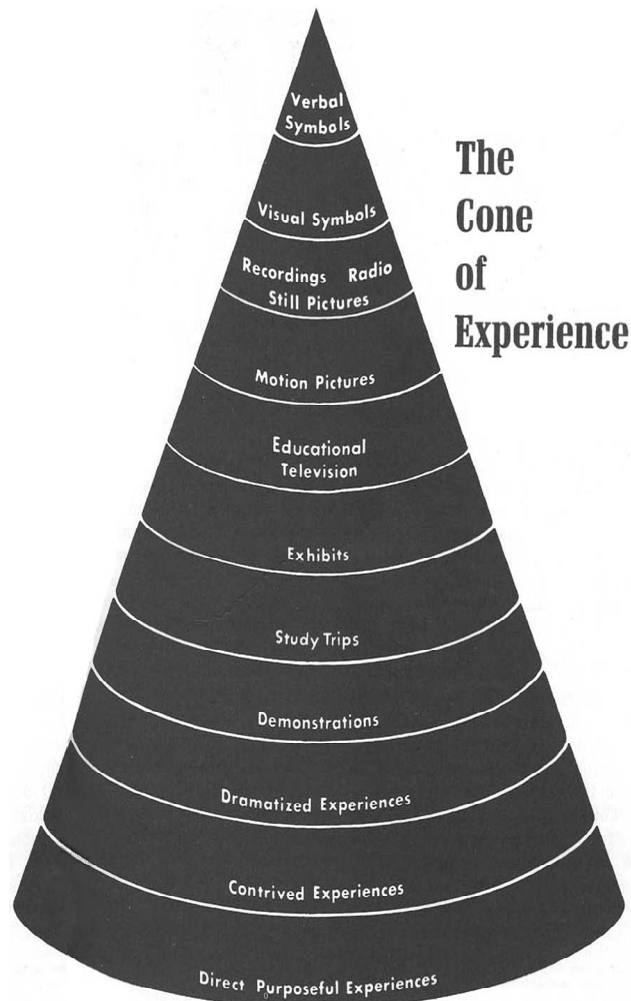 Verbal
Symbols
The
Cone
of
Experience
Visual Symbols
Recordings Radio
Still Pictures
Motion Pictures
Educational
Television
Exhibits
Study Trips
Demonstrations
Dramatized Experiences
Contrived Experiences
Direct Purposeful Experiences